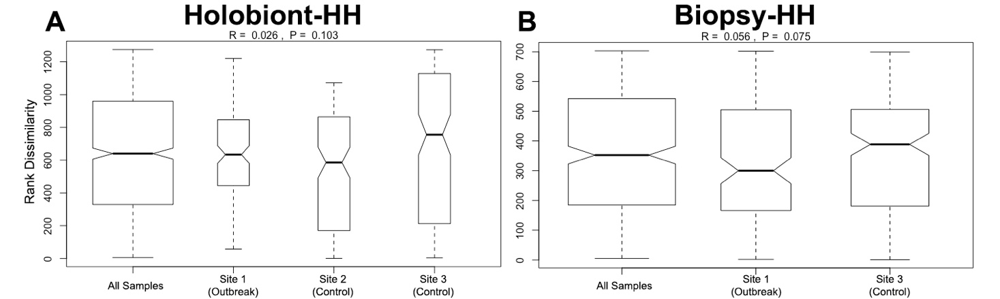 A
Holobiont-HH
R = 0.026 , P = 0.103
Rank Dissimilarity
1200
1000
800
600
400
200
0
All Samples
Site 1
(Outbreak)
Site 2
(Control)
Site 3
(Control)
B
Biopsy-HH
R = 0.056 , P = 0.075
700
600
500
400
300
200
100
0
All Samples
Site 1
(Outbreak)
Site 3
(Control)